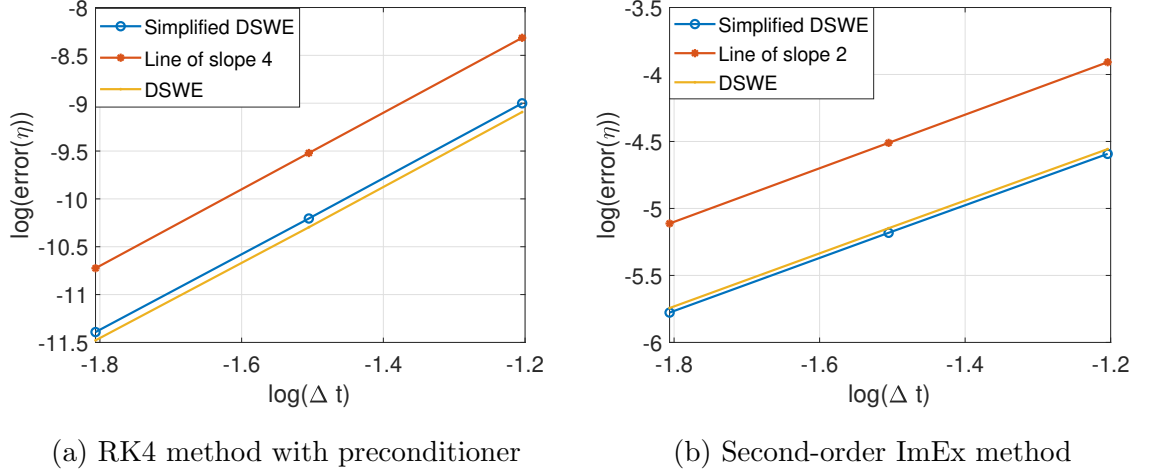 Simplified DSWE
Line of slope 4
DSWE
-8
-8.5
-9
-9.5
-10
-10.5
-11
-11.5
log(error(η))
-1.8
-1.6
-1.4
-1.2
log(Δ t)
(a) RK4 method with preconditioner
Simplified DSWE
Line of slope 2
DSWE
-3.5
-4
-4.5
-5
-5.5
-6
log(error(η))
-1.8
-1.6
-1.4
-1.2
log(Δ t)
(b) Second-order ImEx method